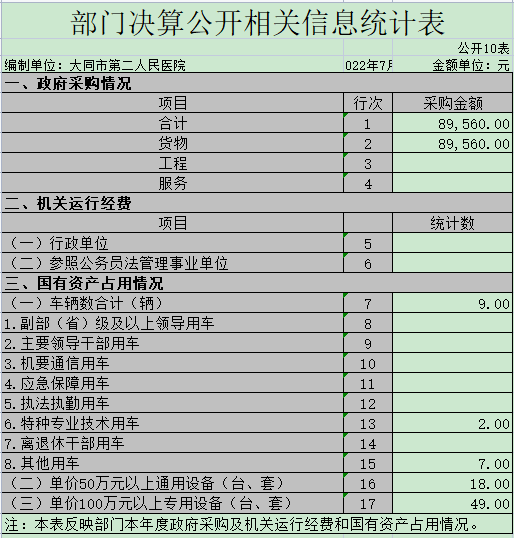 部门决算公开相关信息统计表
公开10表
编制单位：大同市第二人民医院 022年7月 金额单位：元
一、政府采购情况
项目 行次 采购金额
合计 1 89,560.00
货物 2 89,560.00
工程 3
服务 4
二、机关运行经费
项目 统计数
（一）行政单位 5
（二）参照公务员法管理事业单位 6
三、国有资产占用情况
（一）车辆数合计（辆） 7 9.00
1.副部（省）级及以上领导用车 8
2.主要领导干部用车 9
3.机要通信用车 10
4.应急保障用车 11
5.执法执勤用车 12
6.特种专业技术用车 13 2.00
7.离退休干部用车 14
8.其他用车 15 7.00
（二）单价50万元以上通用设备（台、套） 16 18.00
（三）单价100万元以上专用设备（台、套） 17 49.00
注：本表反映部门本年度政府采购及机关运行经费和国有资产占用情况。